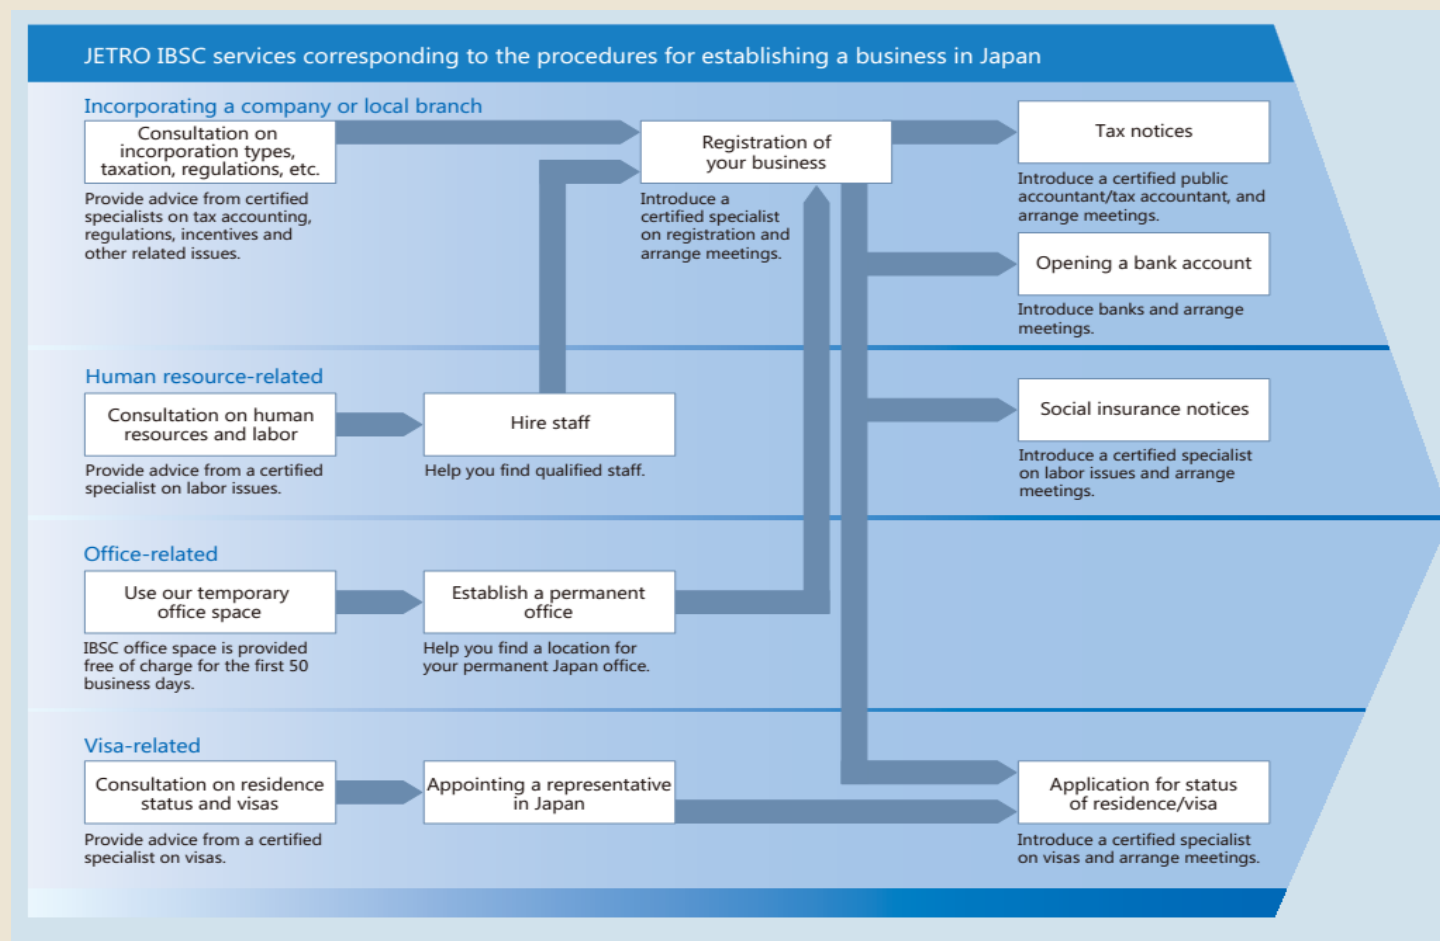 JETRO IBSC services corresponding to the procedures for establishing a business in Japan
Incorporating a company or local branch
Consultation on
incorporation types,
taxation, regulations, etc.
Provide advice from certified
specialists on tax accounting,
regulations, incentives and
other related issues.
Registration of
your business
Introduce a
certified specialist
on registration and
arrange meetings.
Tax notices
Introduce a certified public
accountant/tax accountant, and
arrange meetings.
Opening a bank account
Introduce banks and arrange
meetings.
Human resource-related
Consultation on human
resources and labor
Provide advice from a certified
specialist on labor issues.
Hire staff
Help you find qualified staff.
Social insurance notices
Introduce a certified specialist
on labor issues and arrange
meetings.
Office-related
Use our temporary
office space
IBSC office space is provided
free of charge for the first 50
business days.
Establish a permanent
office
Help you find a location for
your permanent Japan office.
Visa-related
Consultation on residence
status and visas
Provide advice from a certified
specialist on visas.
Appointing a representative
in Japan
Application for status
of residence/visa
Introduce a certified specialist
on visas and arrange meetings.